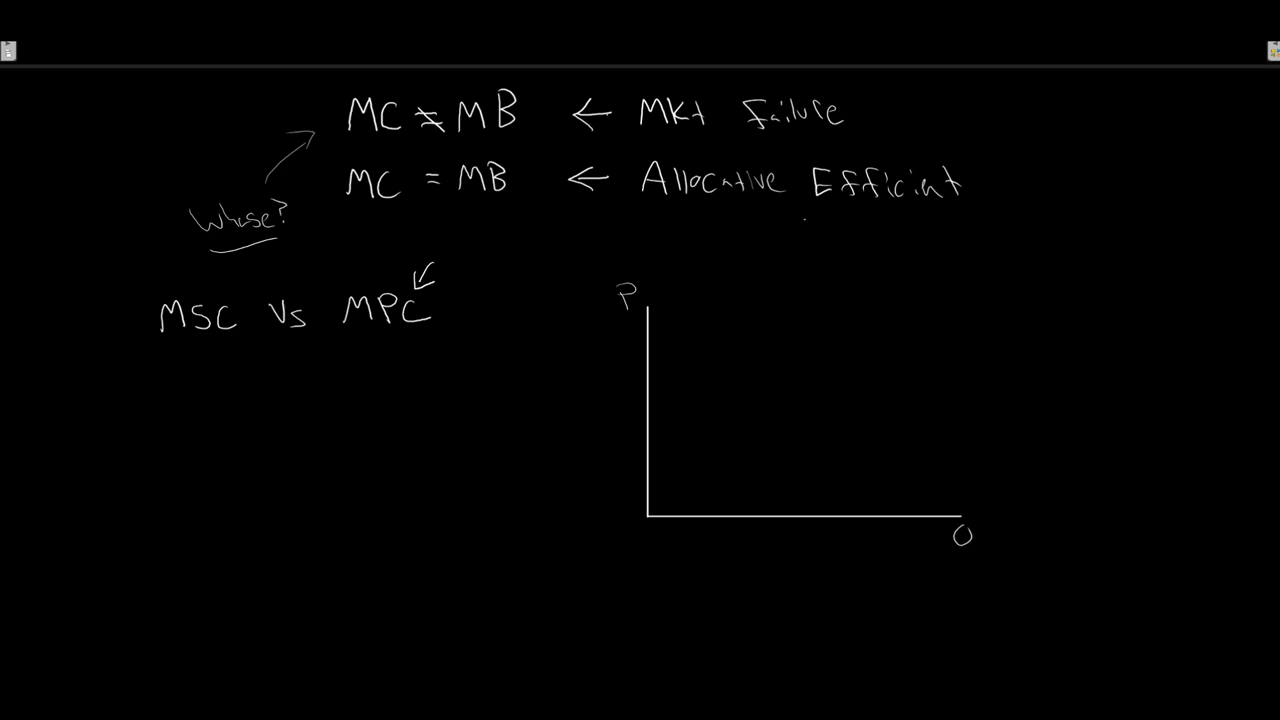 MC ≠ MB ← Mkt Failure
MC = MB ← Allocative Efficient
Whose?
MSC Vs MPC
P
Q